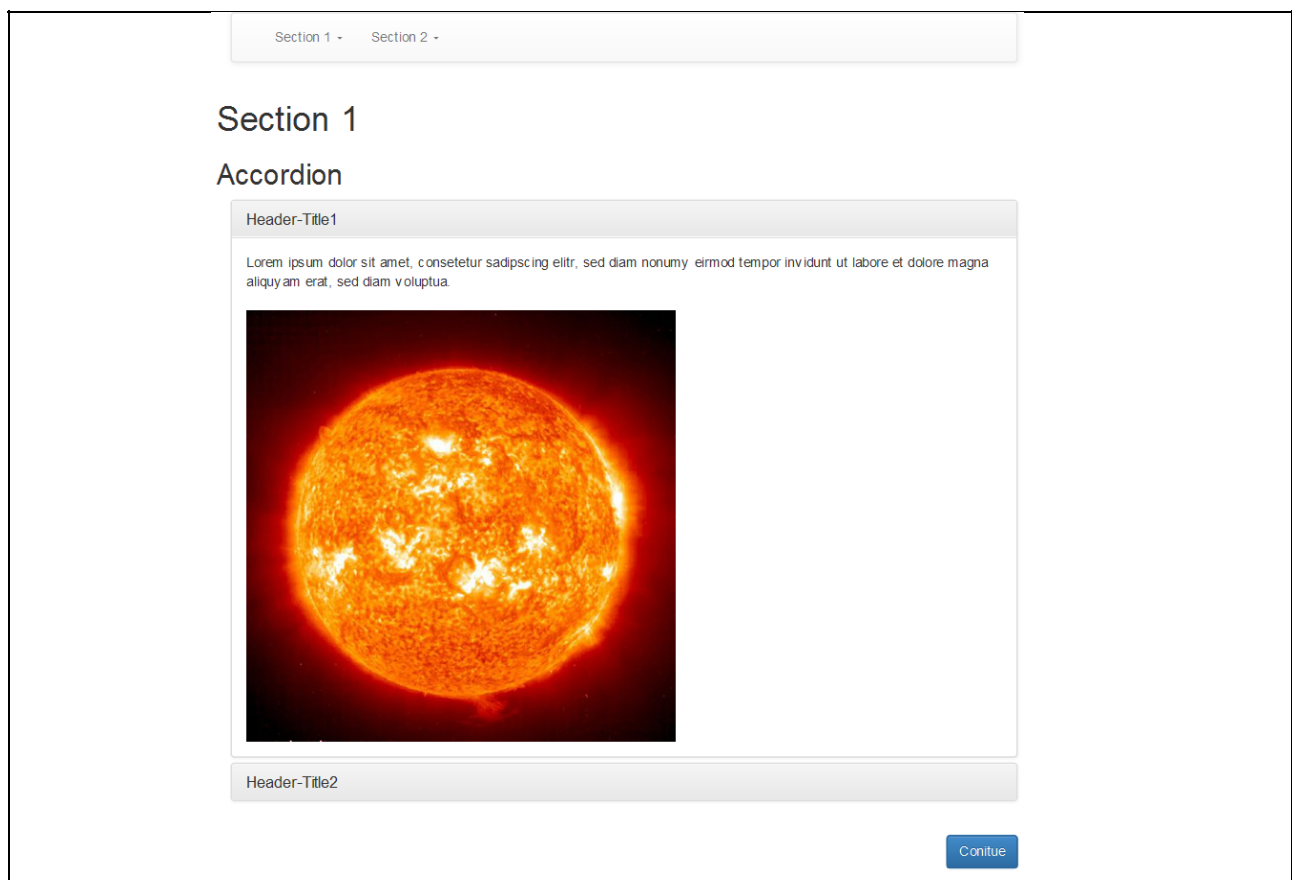 Section 1 Section 2
Section 1
Accordion
Header-Title1
Lorem ipsum dolor sit amet, consetetur sadipscing elitr, sed diam nonumy eirmod tempor invidunt ut labore et dolore magna
aliquyam erat, sed diam voluptua.
Header-Title2
Conitue